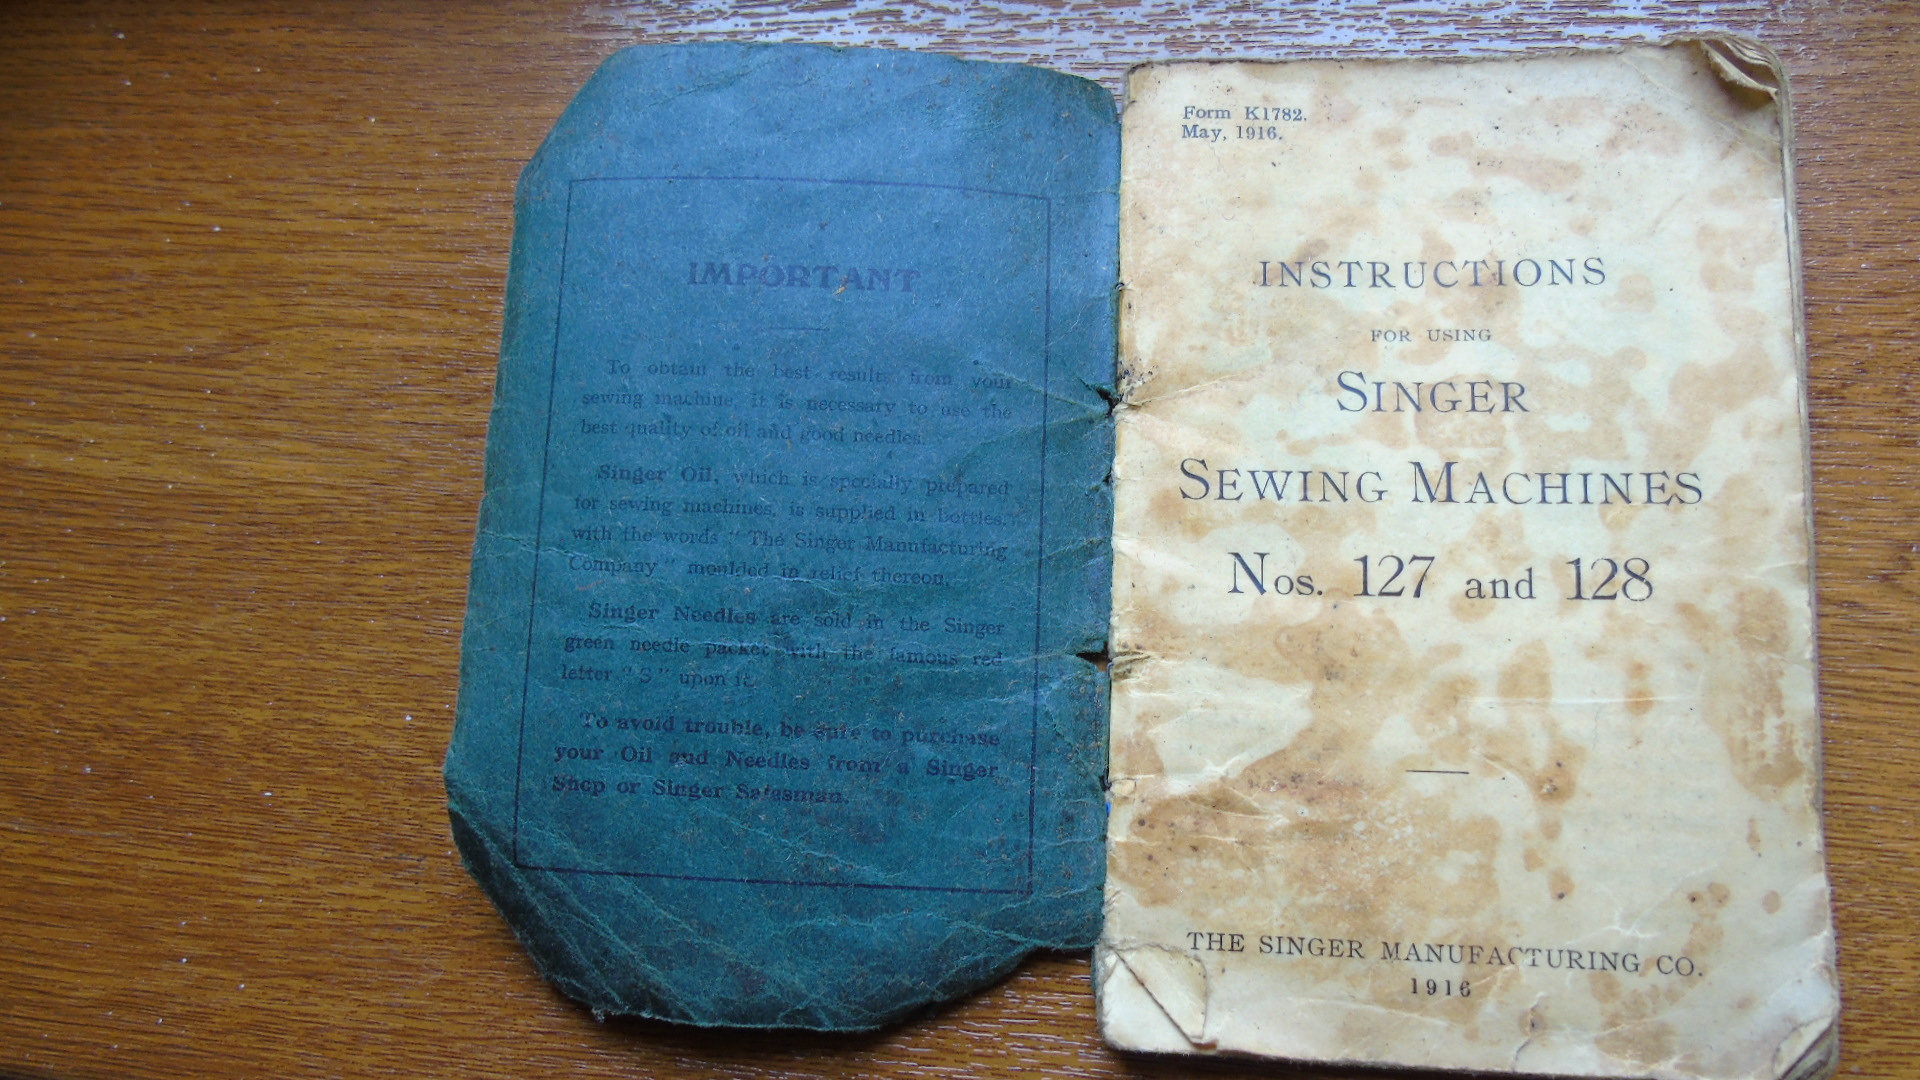 IMPORTANT
To obtain the best results from your
sewing machine, it is necessary to use the
best quality of oil and good needles.
Singer Oil, which is specially prepared
for sewing machines, is supplied in bottles,
with the words "The Singer Manufacturing
Company" moulded in relief thereon.
Singer Needles are sold in the Singer
green needle packet with the famous red
letter "S" upon it.
To avoid trouble, be sure to purchase
your Oil and Needles from a Singer
Shop or Singer Salesman.
Form K1782.
May, 1916.
INSTRUCTIONS
FOR USING
SINGER
SEWING MACHINES
Nos. 127 and 128
THE SINGER MANUFACTURING CO.
1916